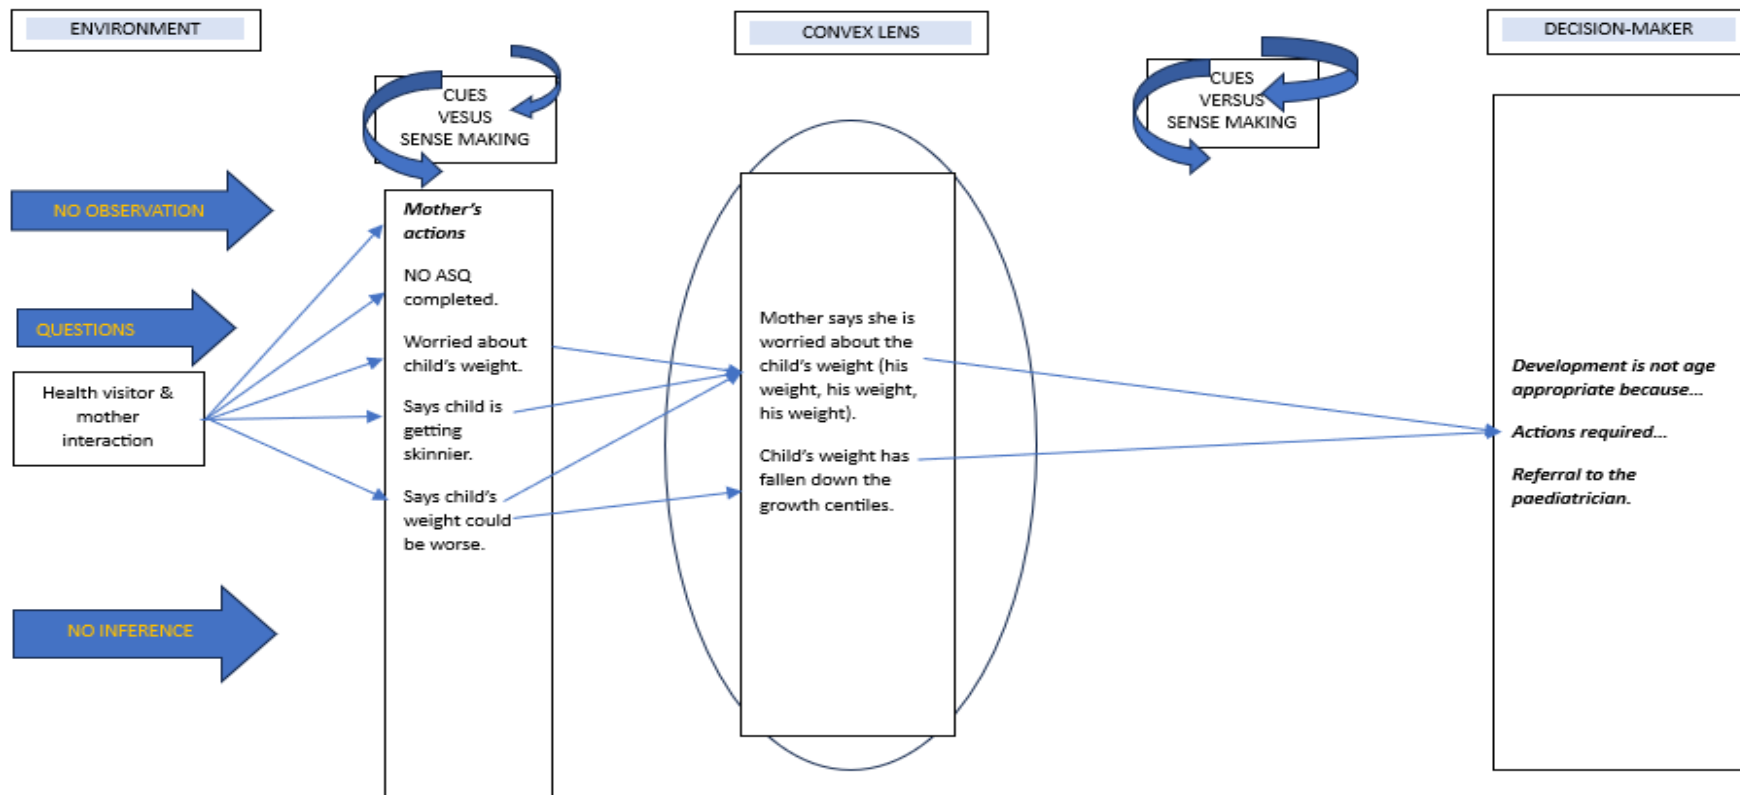 ENVIRONMENT
CONVEX LENS
DECISION-MAKER
CUES
VESUS
SENSE MAKING
CUES
VERSUS
SENSE MAKING
NO OBSERVATION
QUESTIONS
Health visitor &
mother
interaction
NO INFERENCE
Mother's
actions
NO ASQ
completed.
Worried about
child's weight.
Says child is
getting
skinnier.
Says child's
weight could
be worse.
Mother says she is
worried about the
child's weight (his
weight, his weight,
his weight).
Child's weight has
fallen down the
growth centiles.
Development is not age
appropriate because...
Actions required...
Referral to the
paediatrician.